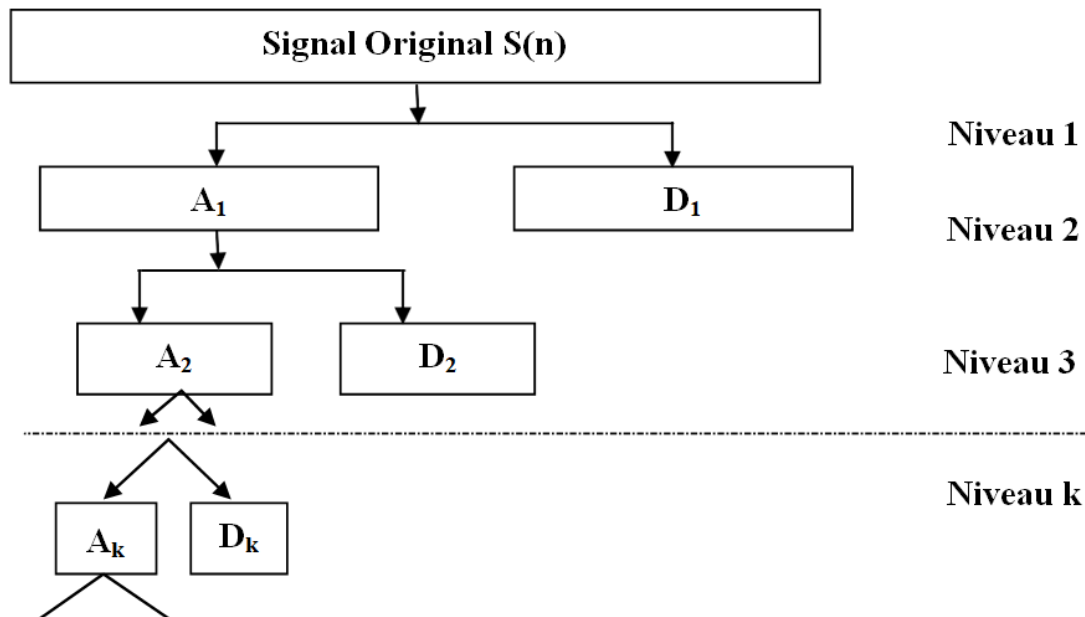 Signal Original S(n)
Niveau 1
A₁ D₁
Niveau 2
A₂ D₂
Niveau 3
Niveau k
Aₖ Dₖ